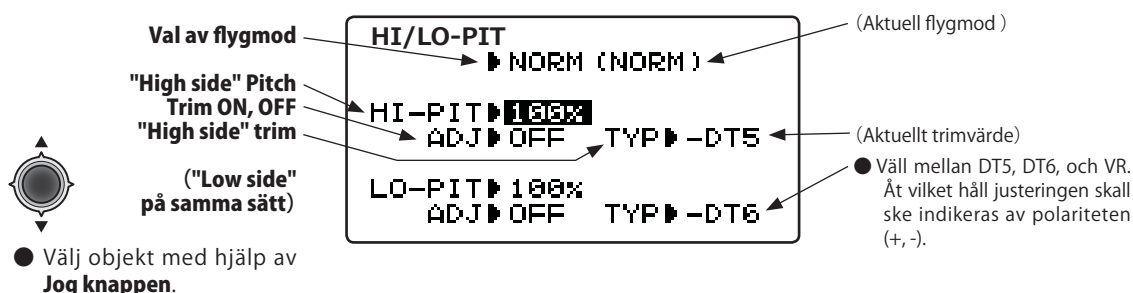 HI/LO-PIT
NORM (NORM)
HI-PIT 100%
ADJ OFF TYP -DT5
LO-PIT 100%
ADJ OFF TYP -DT6
Val av flygmod
"High side" Pitch
Trim ON, OFF
"High side" trim
("Low side"
på samma sätt)
● Välj objekt med hjälp av
Jog knappen.
(Aktuell flygmod )
(Aktuellt trimvärde)
● Väll mellan DT5, DT6, och VR.
Åt vilket håll justeringen skall
ske indikeras av polariteten
(+, -).